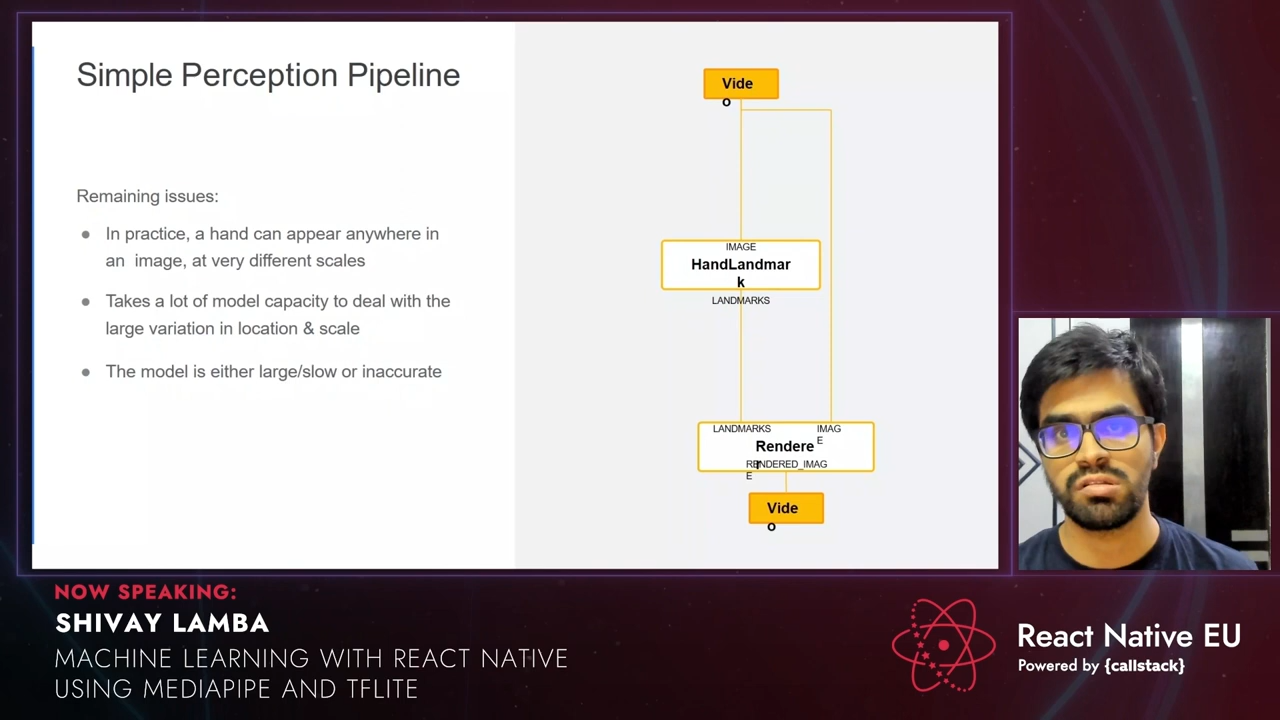 Simple Perception Pipeline
Remaining issues:
● In practice, a hand can appear anywhere in
an image, at very different scales
● Takes a lot of model capacity to deal with the
large variation in location & scale
● The model is either large/slow or inaccurate
Vide
o
IMAGE
HandLandmar
k
LANDMARKS
LANDMARKS
IMAG
E
Rendere
r
RENDERED_IMAG
E
Vide
o
NOW SPEAKING:
SHIVAY LAMBA
MACHINE LEARNING WITH REACT NATIVE
USING MEDIAPIPE AND TFLITE
React Native EU
Powered by {callstack}